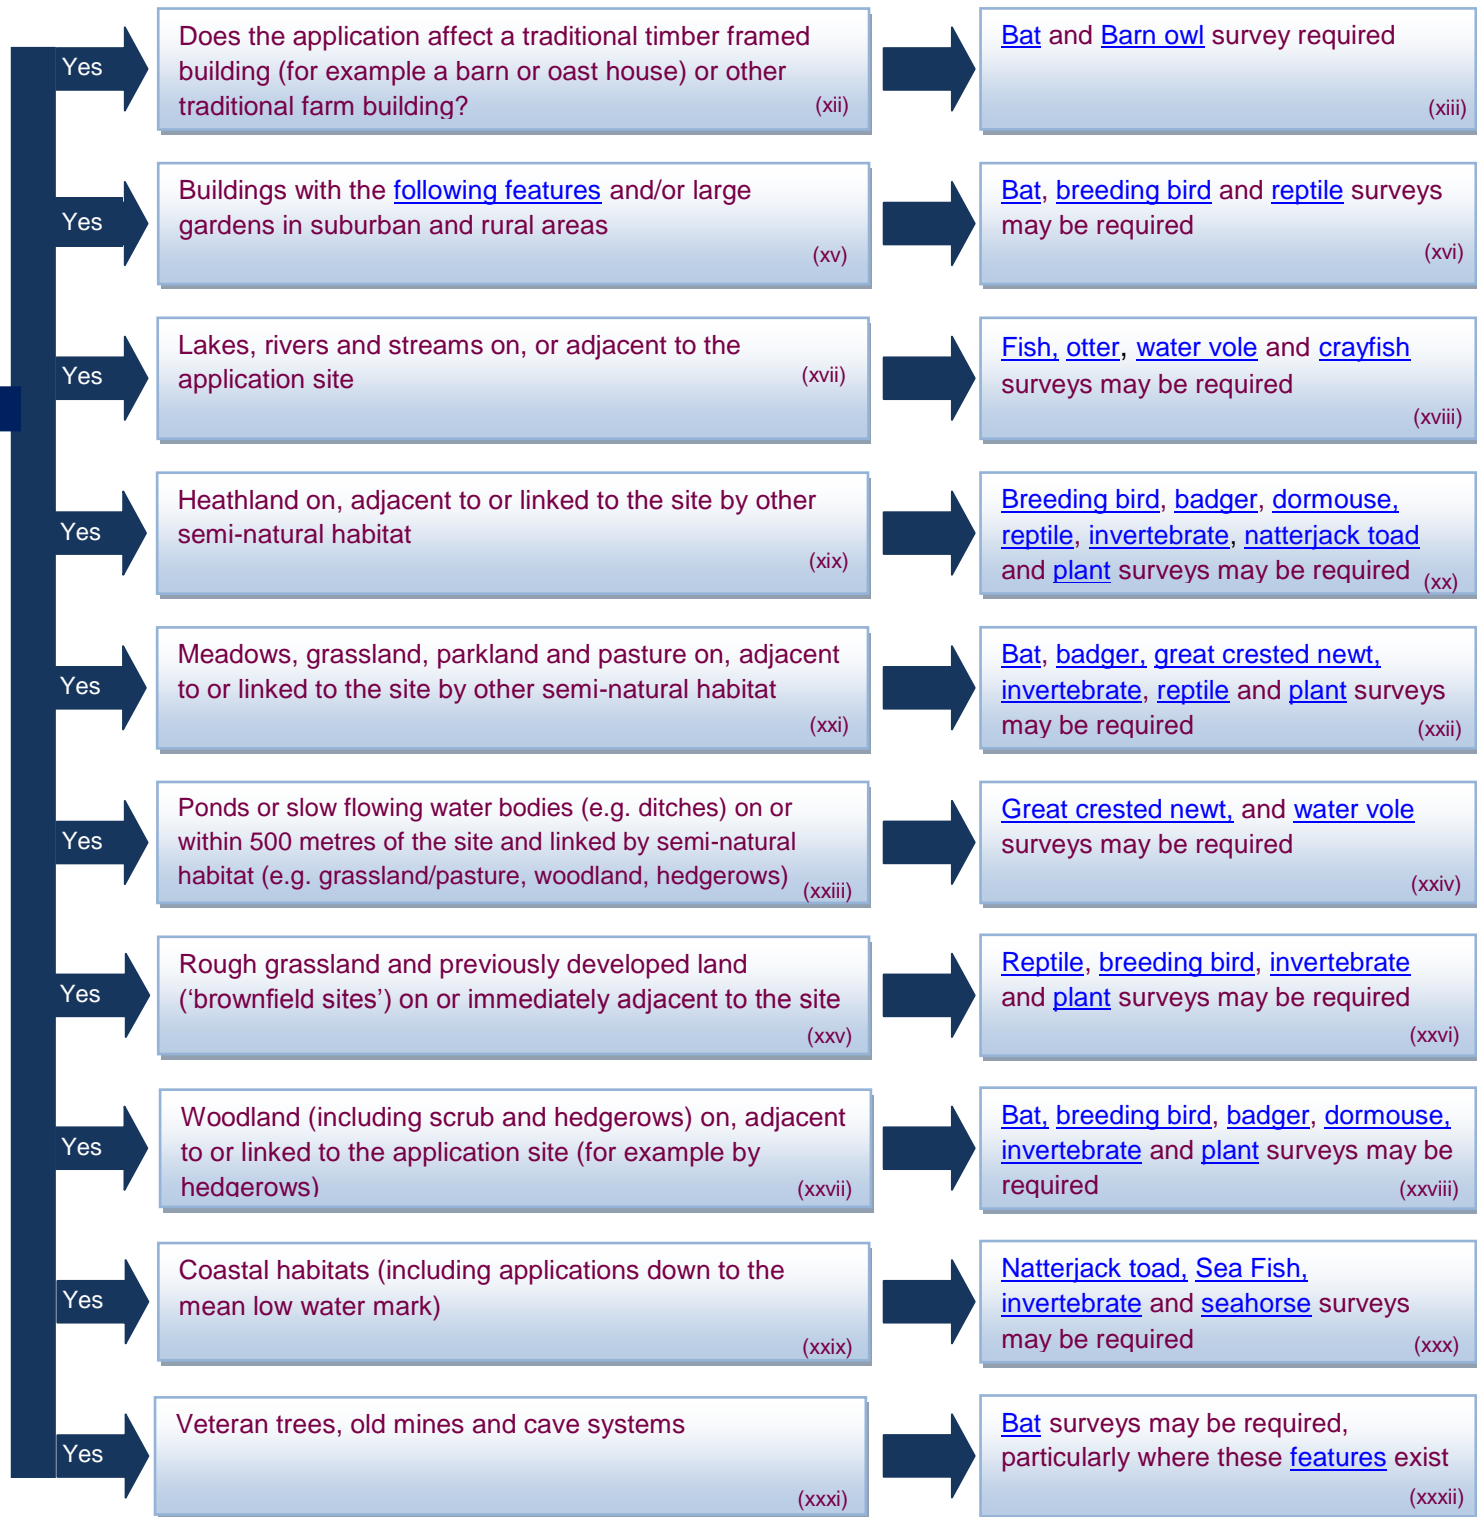 Yes
Does the application affect a traditional timber framed
building (for example a barn or oast house) or other
traditional farm building?
(xii)
Bat and Barn owl survey required
(xiii)
Yes
Buildings with the following features and/or large
gardens in suburban and rural areas
(xv)
Bat, breeding bird and reptile surveys
may be required
(xvi)
Yes
Lakes, rivers and streams on, or adjacent to the
application site
(xvii)
Fish, otter, water vole and crayfish
surveys may be required
(xviii)
Yes
Heathland on, adjacent to or linked to the site by other
semi-natural habitat
(xix)
Breeding bird, badger, dormouse,
reptile, invertebrate, natterjack toad
and plant surveys may be required (xx)
Yes
Meadows, grassland, parkland and pasture on, adjacent
to or linked to the site by other semi-natural habitat
(xxi)
Bat, badger, great crested newt,
invertebrate, reptile and plant surveys
may be required (xxii)
Yes
Ponds or slow flowing water bodies (e.g. ditches) on or
within 500 metres of the site and linked by semi-natural
habitat (e.g. grassland/pasture, woodland, hedgerows) (xxiii)
Great crested newt, and water vole
surveys may be required
(xxiv)
Yes
Rough grassland and previously developed land
(‘brownfield sites’) on or immediately adjacent to the site
(xxv)
Reptile, breeding bird, invertebrate
and plant surveys may be required
(xxvi)
Yes
Woodland (including scrub and hedgerows) on, adjacent
to or linked to the application site (for example by
hedgerows) (xxvii)
Bat, breeding bird, badger, dormouse,
invertebrate and plant surveys may be
required (xxviii)
Yes
Coastal habitats (including applications down to the
mean low water mark)
(xxix)
Natterjack toad, Sea Fish,
invertebrate and seahorse surveys
may be required (xxx)
Yes
Veteran trees, old mines and cave systems
(xxxi)
Bat surveys may be required,
particularly where these features exist
(xxxii)